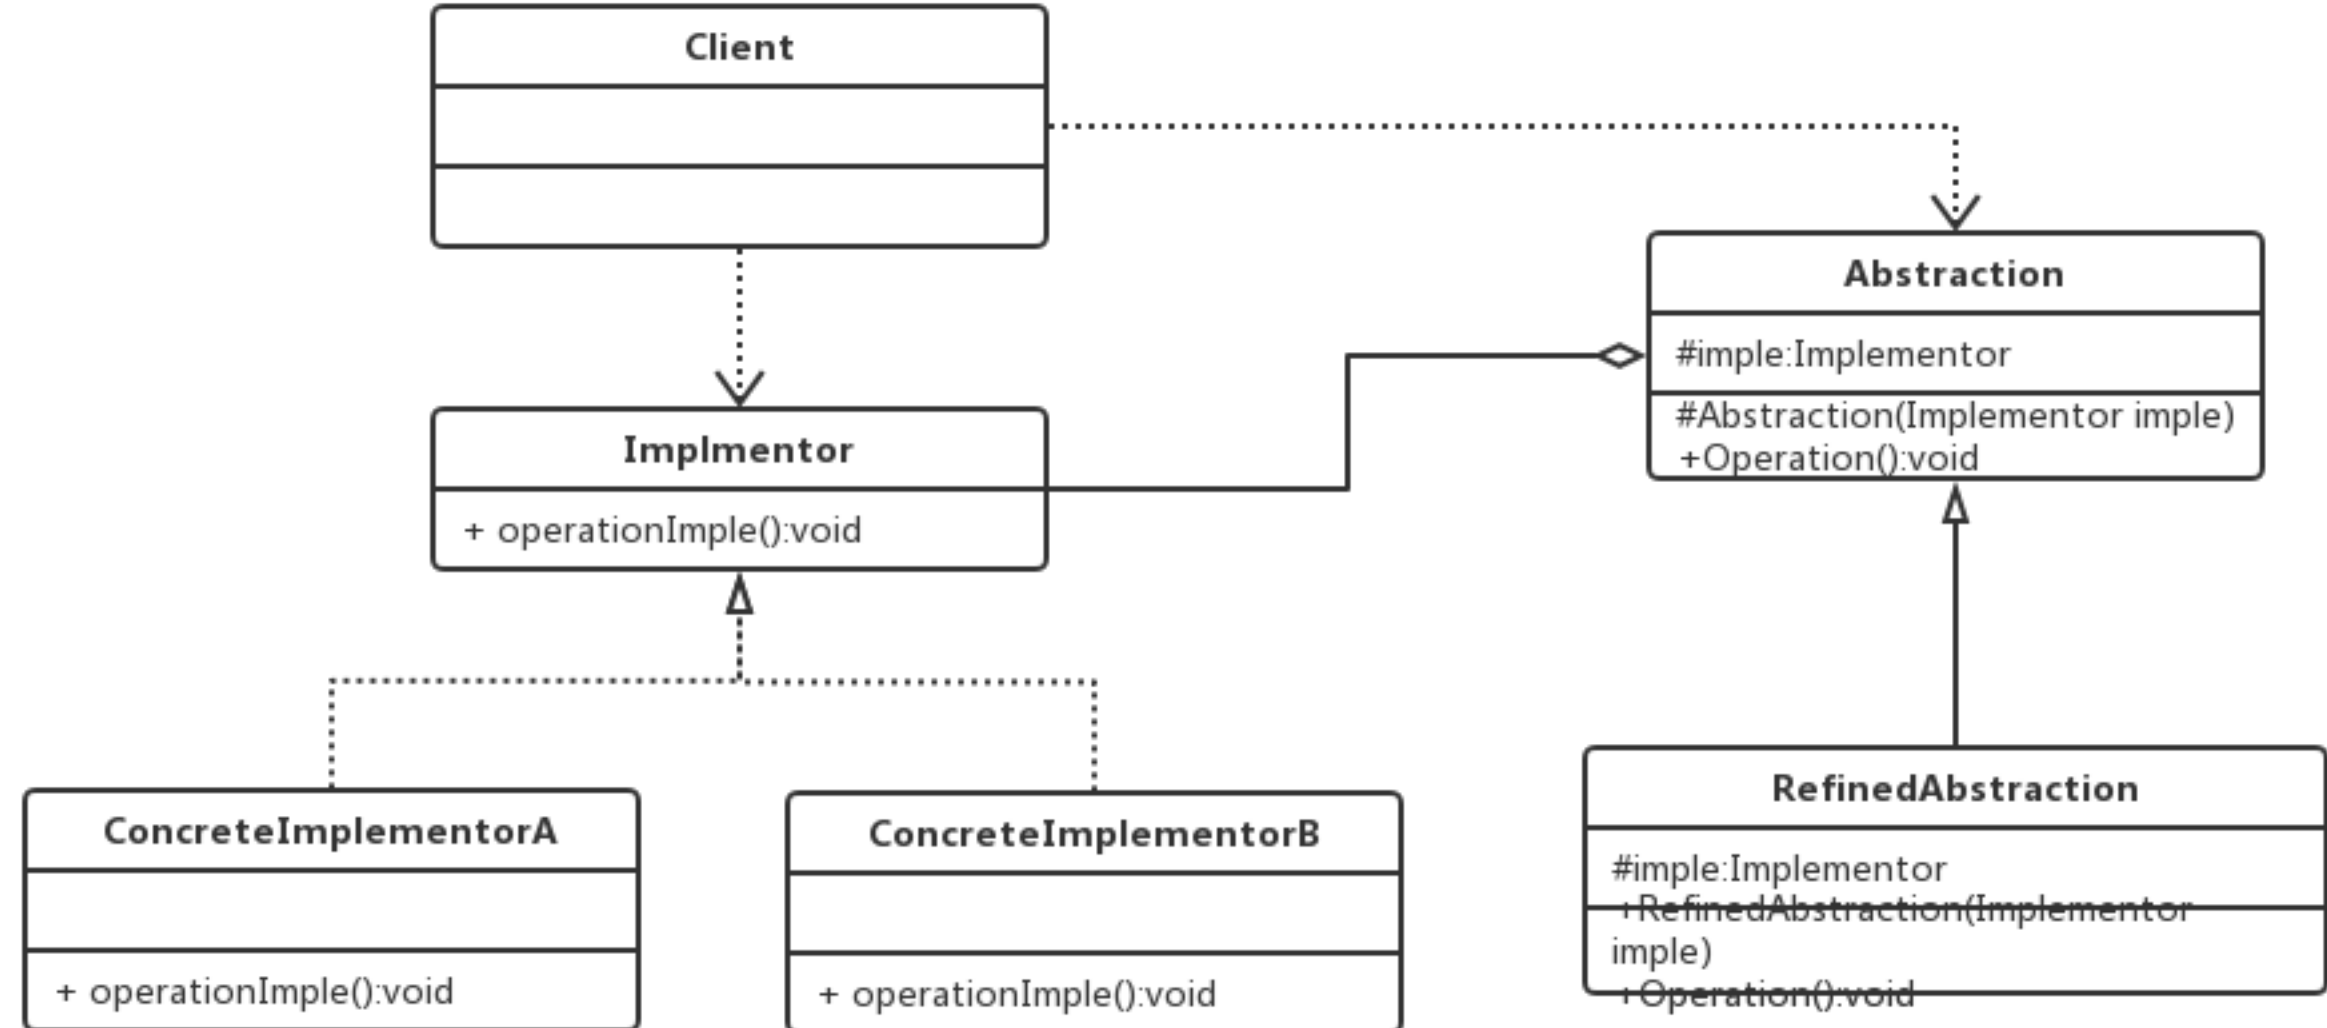 Client
Abstraction
#imple:Implementor
#Abstraction(Implementor imple)
+Operation():void
Implmentor
+ operationImple():void
ConcreteImplementorA
+ operationImple():void
ConcreteImplementorB
+ operationImple():void
RefinedAbstraction
#imple:Implementor
+RefinedAbstraction(Implementor
imple)
+Operation():void